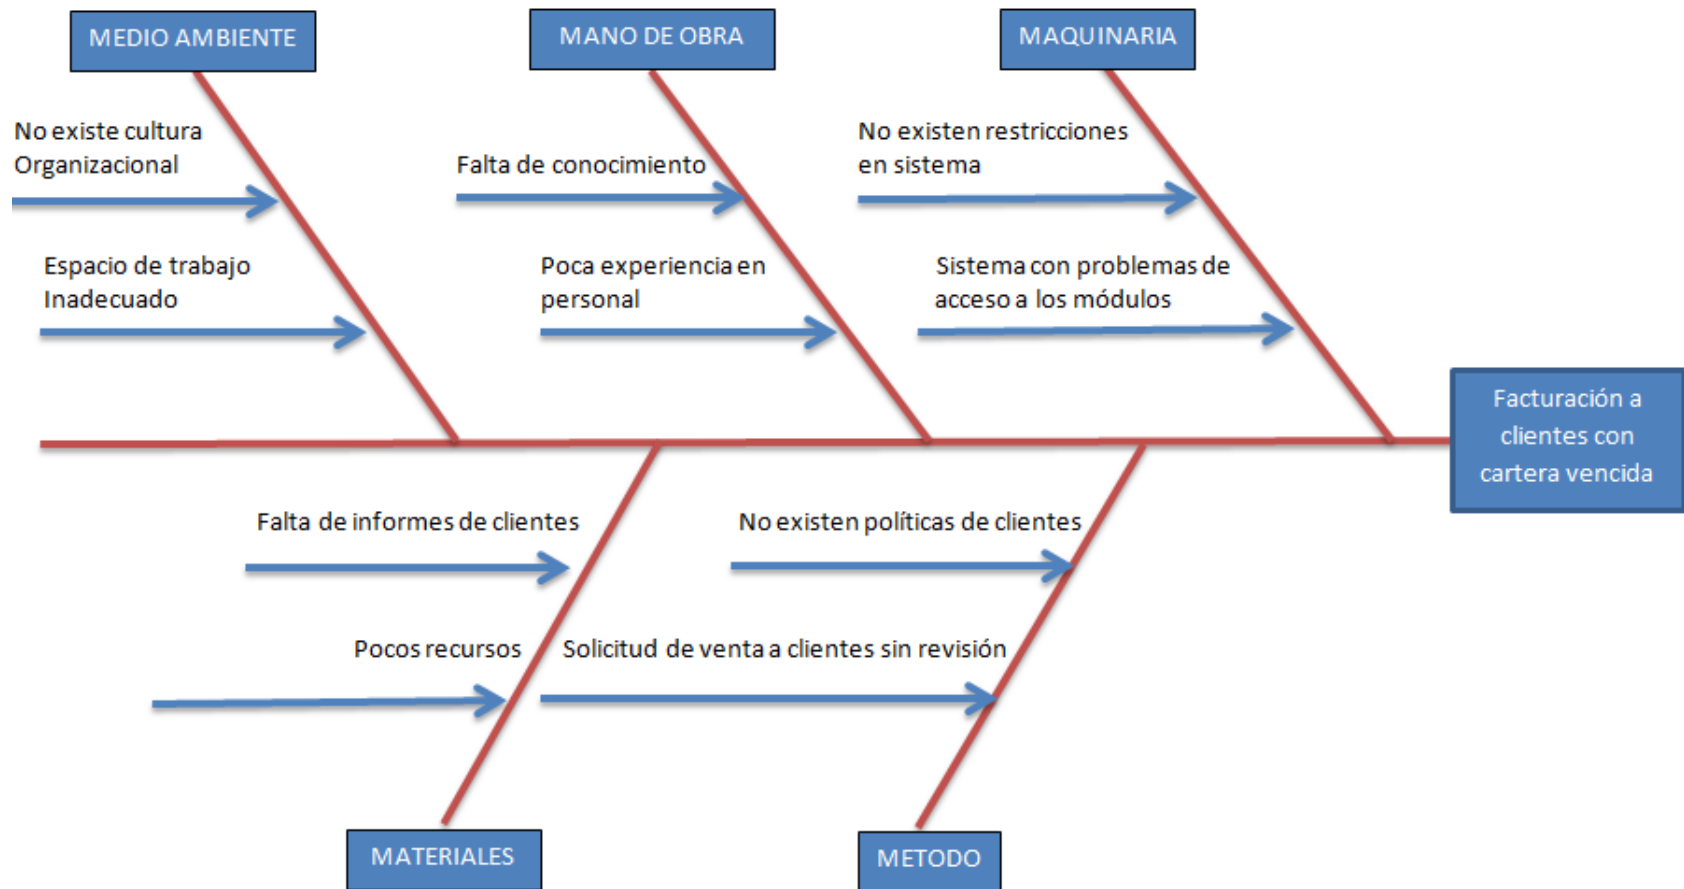 MEDIO AMBIENTE
MANO DE OBRA
MAQUINARIA
No existe cultura
Organizacional
Falta de conocimiento
No existen restricciones
en sistema
Espacio de trabajo
Inadecuado
Poca experiencia en
personal
Sistema con problemas de
acceso a los módulos
Facturación a
clientes con
cartera vencida
Falta de informes de clientes
No existen políticas de clientes
Pocos recursos
Solicitud de venta a clientes sin revisión
MATERIALES
METODO